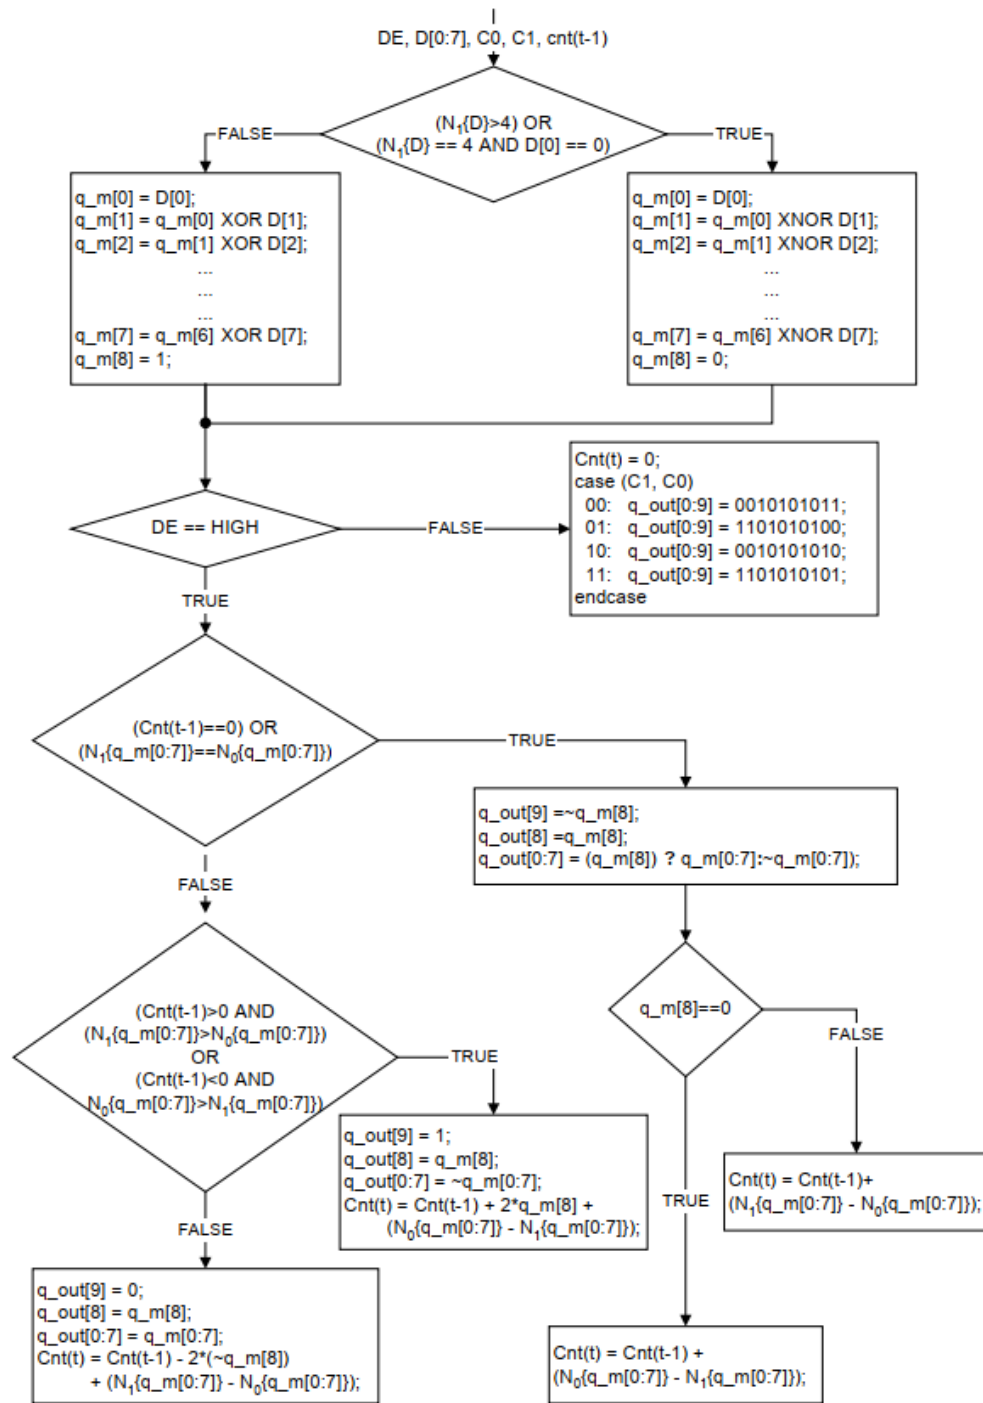 DE, D[0:7], C0, C1, cnt(t-1)
(N1{D}>4) OR
(N1{D} == 4 AND D[0] == 0)
FALSE
TRUE
q_m[0] = D[0];
q_m[1] = q_m[0] XOR D[1];
q_m[2] = q_m[1] XOR D[2];
...
...
...
q_m[7] = q_m[6] XOR D[7];
q_m[8] = 1;
q_m[0] = D[0];
q_m[1] = q_m[0] XNOR D[1];
q_m[2] = q_m[1] XNOR D[2];
...
...
...
q_m[7] = q_m[6] XNOR D[7];
q_m[8] = 0;
DE == HIGH
FALSE
Cnt(t) = 0;
case (C1, C0)
00: q_out[0:9] = 0010101011;
01: q_out[0:9] = 1101010100;
10: q_out[0:9] = 0010101010;
11: q_out[0:9] = 1101010101;
endcase
TRUE
(Cnt(t-1)==0) OR
(N1{q_m[0:7]}==N0{q_m[0:7]})
TRUE
q_out[9] =~q_m[8];
q_out[8] =q_m[8];
q_out[0:7] = (q_m[8]) ? q_m[0:7]:~q_m[0:7]);
FALSE
(Cnt(t-1)>0 AND
(N1{q_m[0:7]}>N0{q_m[0:7]})
OR
(Cnt(t-1)<0 AND
N0{q_m[0:7]}>N1{q_m[0:7]})
TRUE
q_m[8]==0
FALSE
q_out[9] = 1;
q_out[8] = q_m[8];
q_out[0:7] = ~q_m[0:7];
Cnt(t) = Cnt(t-1) + 2*q_m[8] +
(N0{q_m[0:7]} - N1{q_m[0:7]});
Cnt(t) = Cnt(t-1)+
(N1{q_m[0:7]} - N0{q_m[0:7]});
TRUE
FALSE
q_out[9] = 0;
q_out[8] = q_m[8];
q_out[0:7] = q_m[0:7];
Cnt(t) = Cnt(t-1) - 2*(~q_m[8])
+ (N1{q_m[0:7]} - N0{q_m[0:7]});
Cnt(t) = Cnt(t-1) +
(N0{q_m[0:7]} - N1{q_m[0:7]});